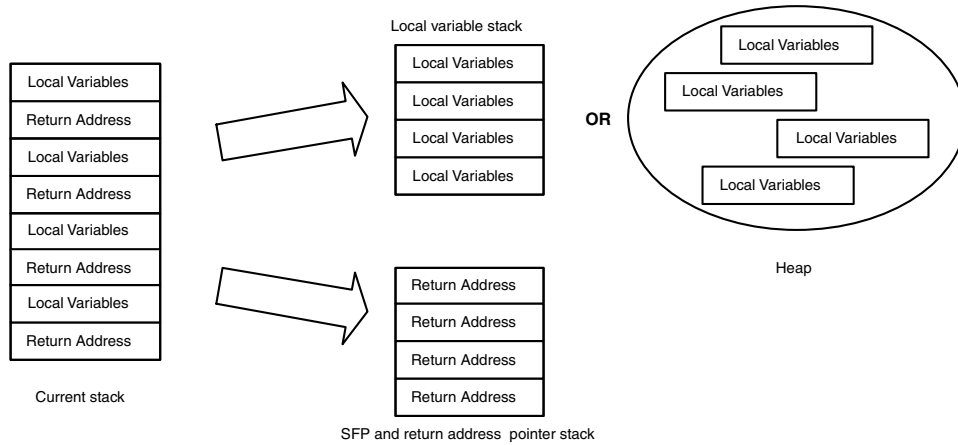 Local variable stack
Local Variables
Return Address
Local Variables
Return Address
Local Variables
Return Address
Local Variables
Return Address
Current stack
Local Variables
Local Variables
Local Variables
Local Variables
OR
Local Variables
Local Variables
Local Variables
Local Variables
Heap
Return Address
Return Address
Return Address
Return Address
SFP and return address pointer stack